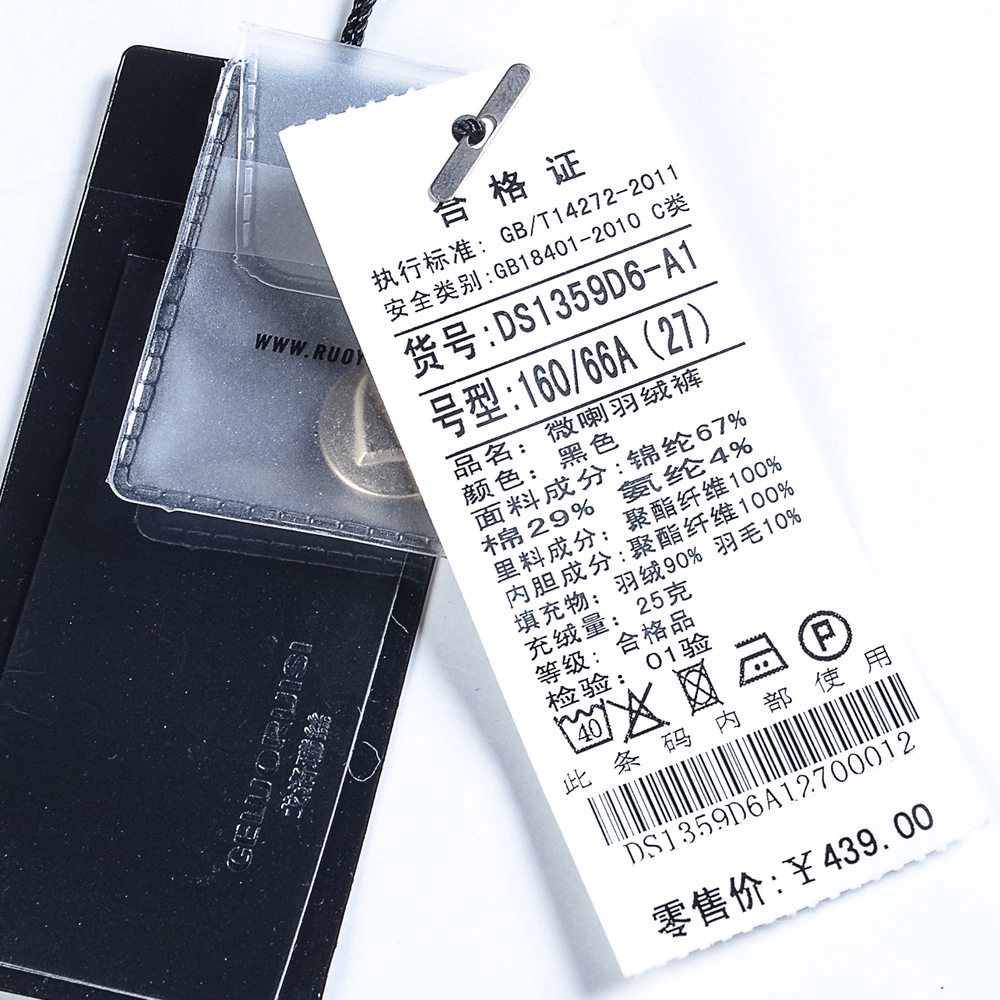 合格证
执行标准: GB/T14272-2011
安全类别:GB18401-2010 C类
货号:DS1359D6-A1
号型:160/66A(27)
品名: 微喇羽绒裤
颜色: 黑色
面料成分:锦纶67%
棉29% 氨纶4%
里料成分: 聚酯纤维100%
内胆成分:聚酯纤维100%
填充物: 羽绒90% 羽毛10%
充绒量: 25克
等级: 合格品
检验: 01验
40
P
此条码内部使用
DS1359D6A12700012
零售价:¥439.00
WWW.RUOY